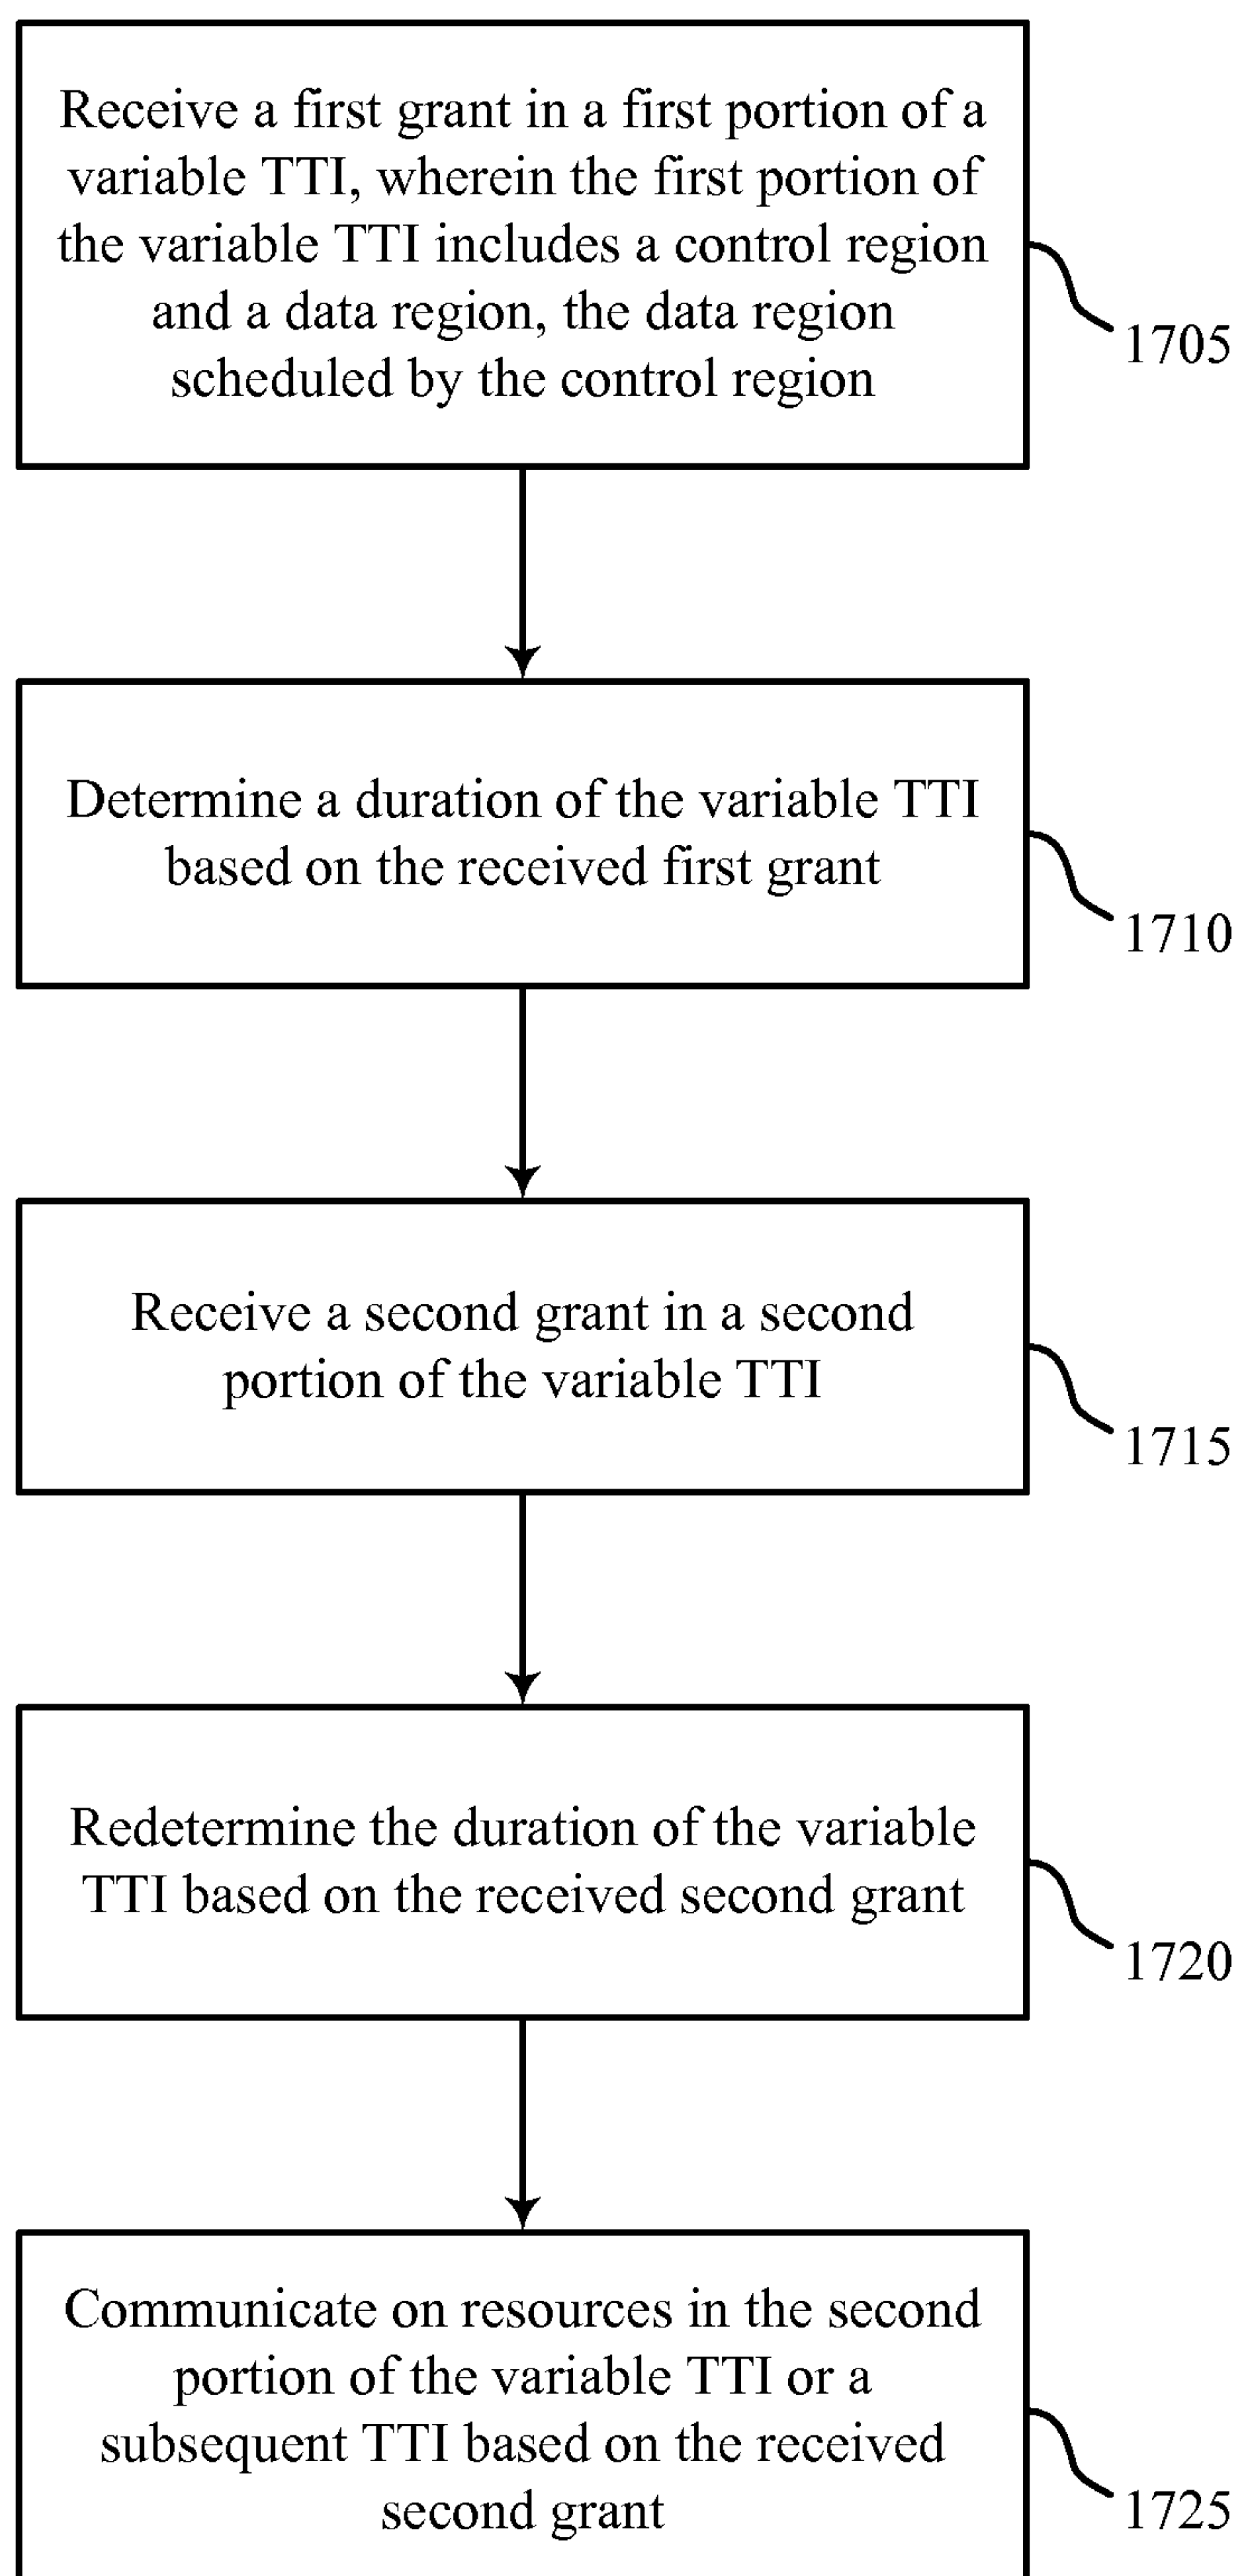 Receive a first grant in a first portion of a
variable TTI, wherein the first portion of
the variable TTI includes a control region
and a data region, the data region
scheduled by the control region
1705
Determine a duration of the variable TTI
based on the received first grant
1710
Receive a second grant in a second
portion of the variable TTI
1715
Redetermine the duration of the variable
TTI based on the received second grant
1720
Communicate on resources in the second
portion of the variable TTI or a
subsequent TTI based on the received
second grant
1725